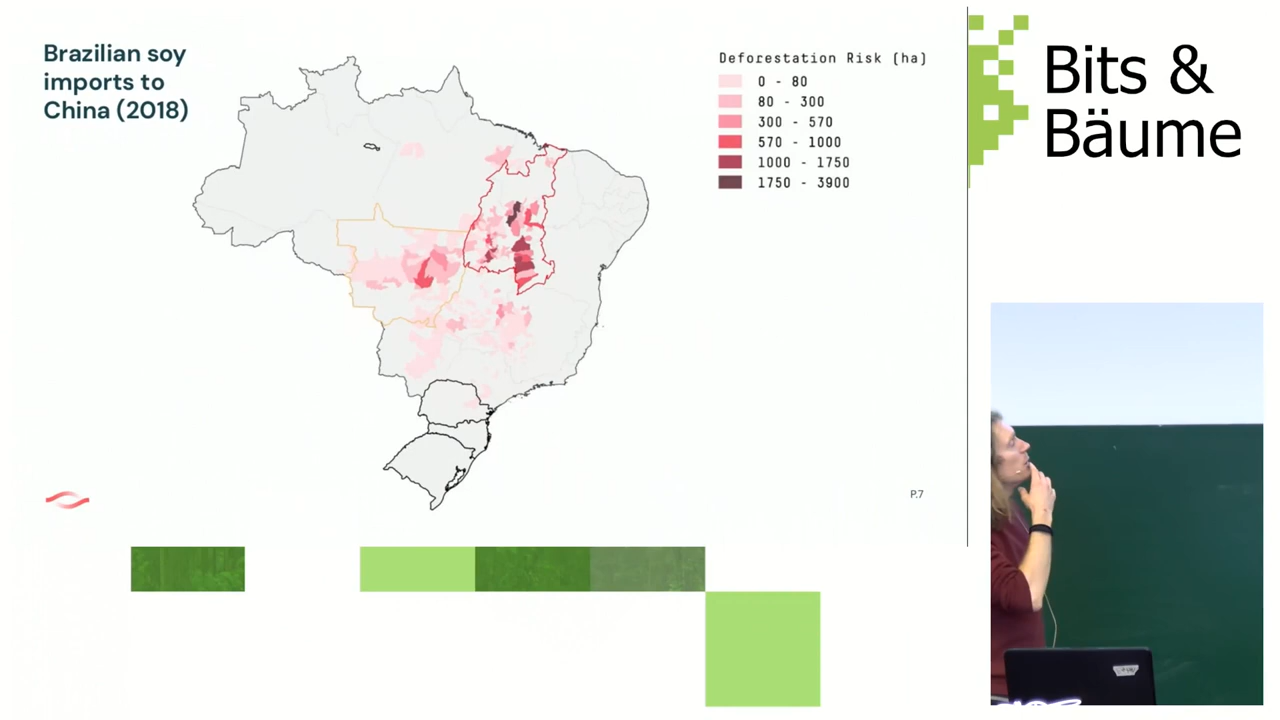 Brazilian soy
imports to
China (2018)
Deforestation Risk (ha)
0 - 80
80 - 300
300 - 570
570 - 1000
1000 - 1750
1750 - 3900
P.7
Bits &
Bäume